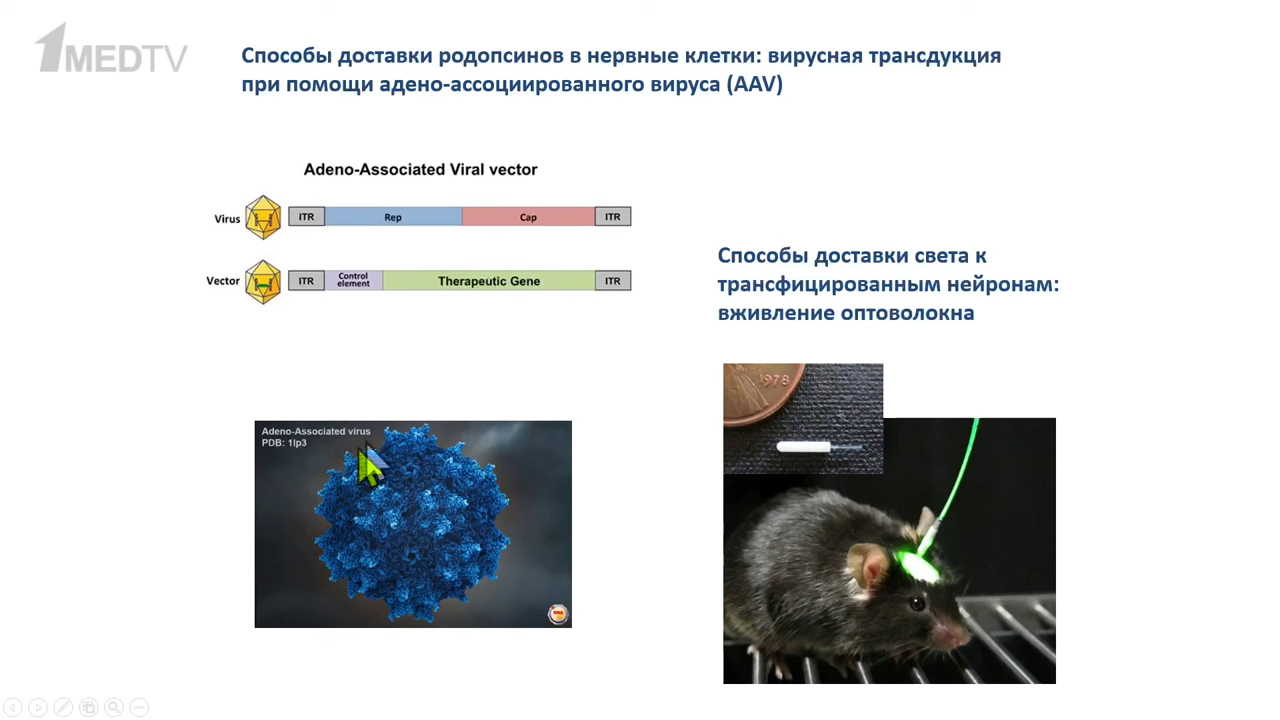 1MEDTV
Способы доставки родопсинов в нервные клетки: вирусная трансдукция
при помощи адено-ассоциированного вируса (AAV)
Adeno-Associated Viral vector
Virus
ITR
Rep
Cap
ITR
Vector
ITR
Control
element
Therapeutic Gene
ITR
Способы доставки света к
трансфицированным нейронам:
вживление оптоволокна
1978
Adeno-Associated virus
PDB: 1lp3